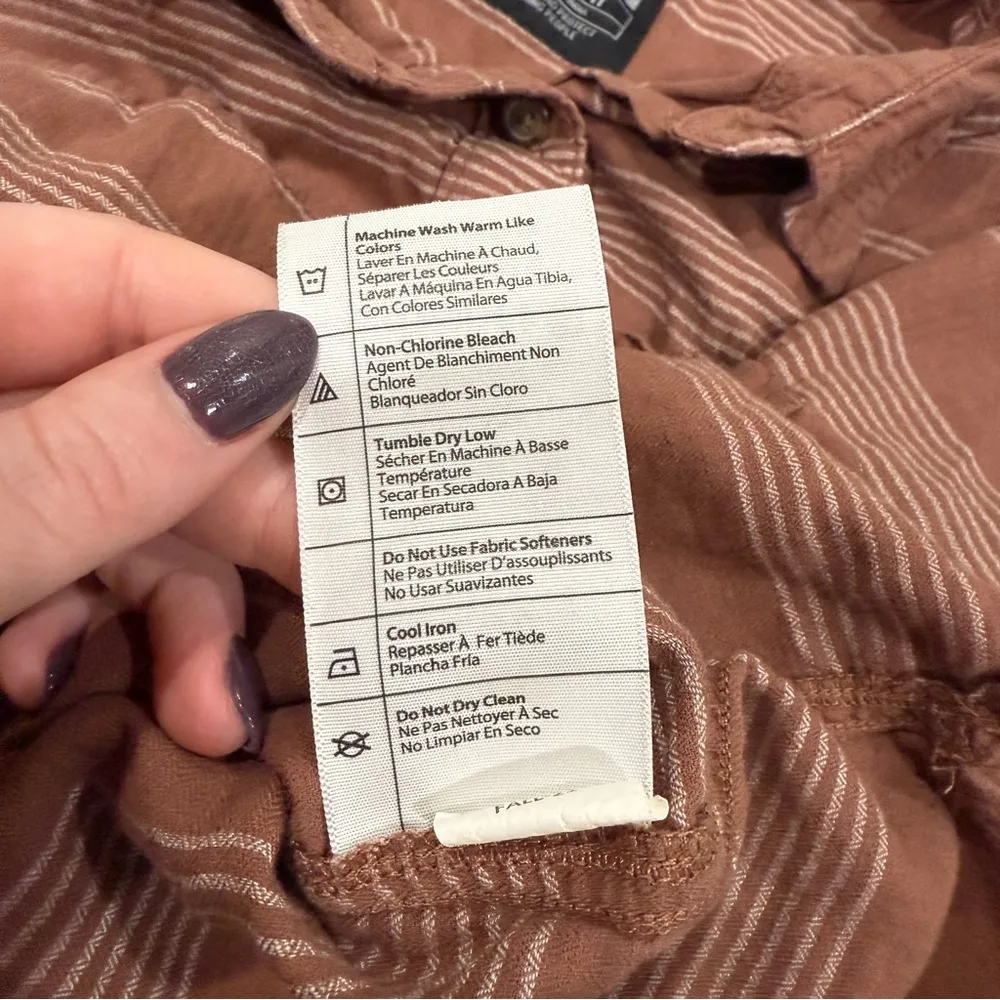 PROJECT
PEOPLE
Machine Wash Warm Like
Colors
Laver En Machine À Chaud,
Séparer Les Couleurs
Lavar A Máquina En Agua Tibia,
Con Colores Similares
Non-Chlorine Bleach
Agent De Blanchiment Non
Chloré
Blanqueador Sin Cloro
Tumble Dry Low
Sécher En Machine À Basse
Température
Secar En Secadora A Baja
Temperatura
Do Not Use Fabric Softeners
Ne Pas Utiliser D'assouplissants
No Usar Suavizantes
Cool Iron
Repasser À Fer Tiède
Plancha Fria
Do Not Dry Clean
Ne Pas Nettoyer À Sec
No Limpiar En Seco
FALL